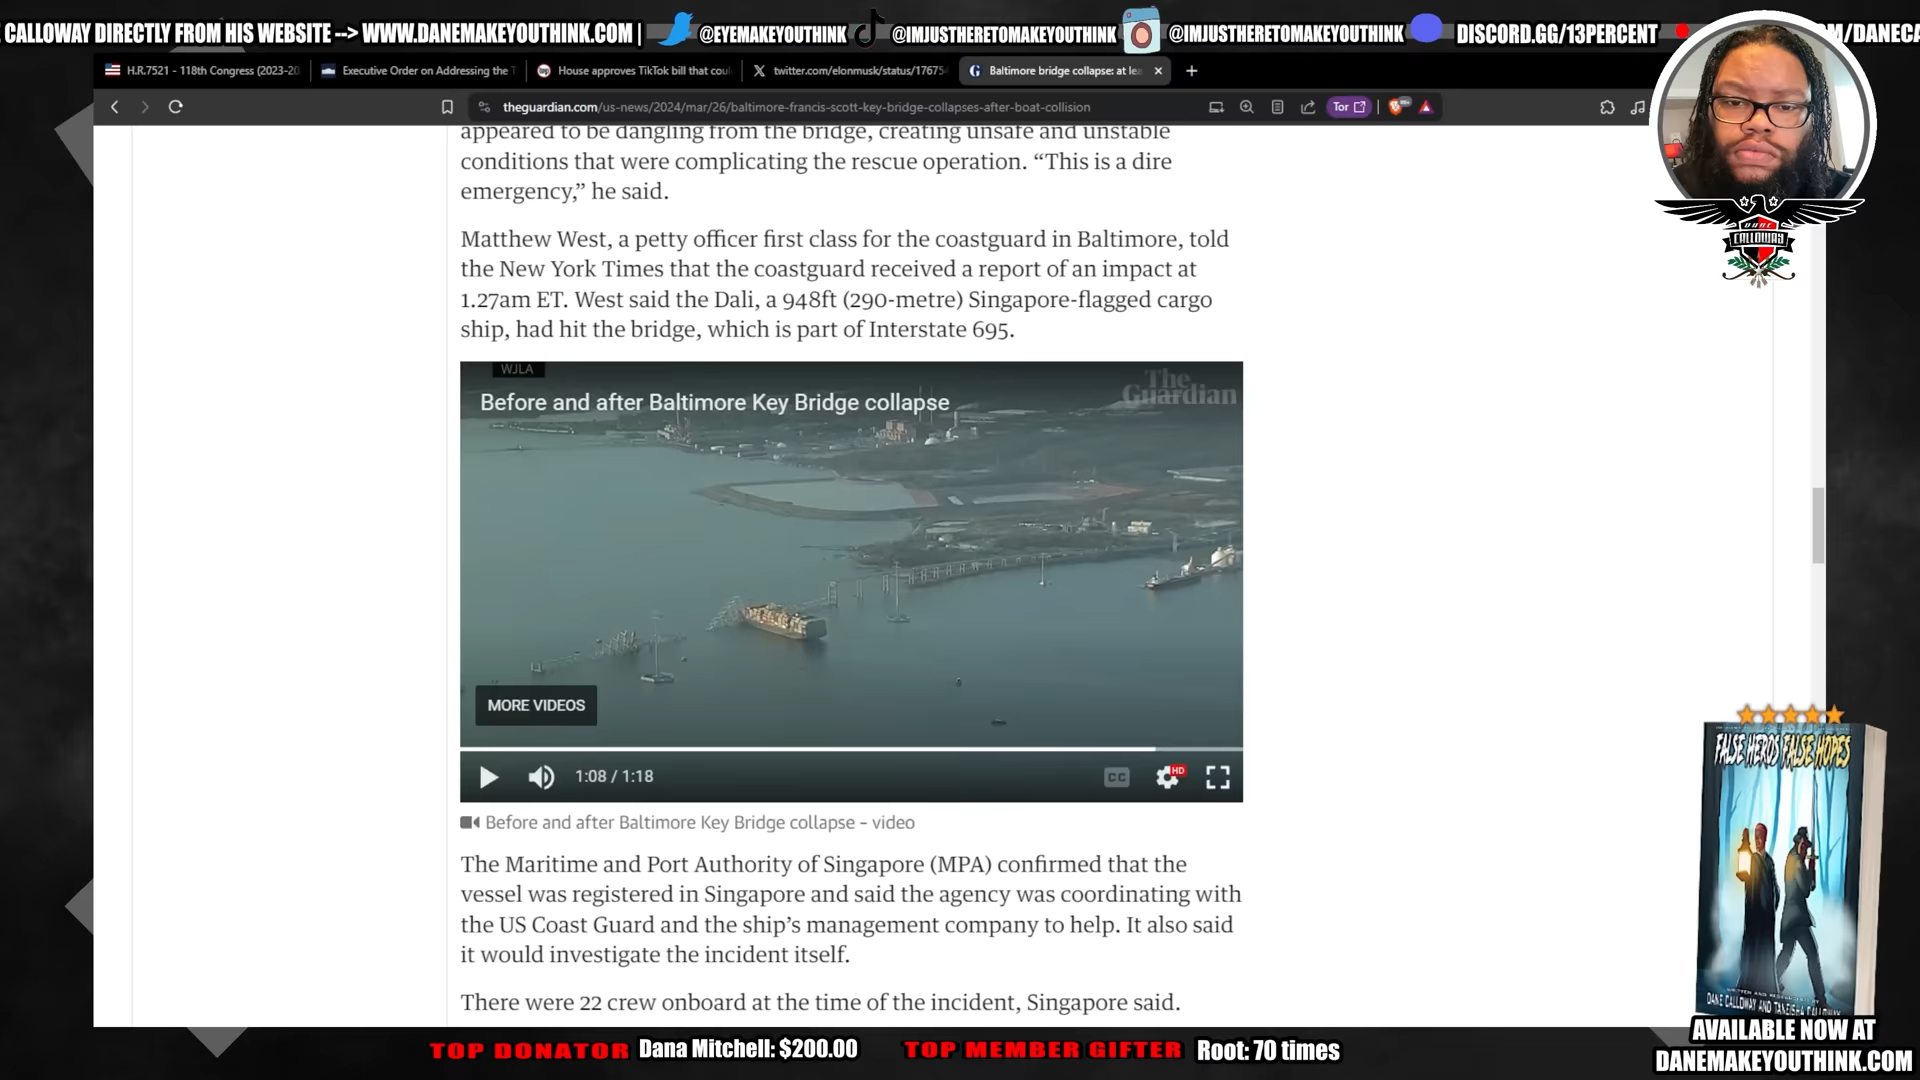 CALLOWAY DIRECTLY FROM HIS WEBSITE --> WWW.DANEMAKEYOUTHINK.COM | @EYEMAKEYOUTHINK @IMJUSTHERETOMAKEYOUTHINK @IMJUSTHERETOMAKEYOUTHINK DISCORD.GG/13PERCENT M/DANECA
H.R.7521 - 118th Congress (2023-20 Executive Order on Addressing the T House approves TikTok bill that coul twitter.com/elonmusk/status/17675 Baltimore bridge collapse: at lea
theguardian.com/us-news/2024/mar/26/baltimore-francis-scott-key-bridge-collapses-after-boat-collision Tor
appeared to be dangling from the bridge, creating unsafe and unstable
conditions that were complicating the rescue operation. “This is a dire
emergency,” he said.
Matthew West, a petty officer first class for the coastguard in Baltimore, told
the New York Times that the coastguard received a report of an impact at
1.27am ET. West said the Dali, a 948ft (290-metre) Singapore-flagged cargo
ship, had hit the bridge, which is part of Interstate 695.
WJLA
The
Guardian
Before and after Baltimore Key Bridge collapse
MORE VIDEOS
1:08 / 1:18 CC HD
Before and after Baltimore Key Bridge collapse – video
The Maritime and Port Authority of Singapore (MPA) confirmed that the
vessel was registered in Singapore and said the agency was coordinating with
the US Coast Guard and the ship’s management company to help. It also said
it would investigate the incident itself.
There were 22 crew onboard at the time of the incident, Singapore said.
DANE
CALLOWAY
FALSE HEROS FALSE HOPES
DANE CALLOWAY AND TANEISHA CALLOWAY
AVAILABLE NOW AT
DANEMAKEYOUTHINK.COM
TOP DONATOR Dana Mitchell: $200.00 TOP MEMBER GIFTER Root: 70 times